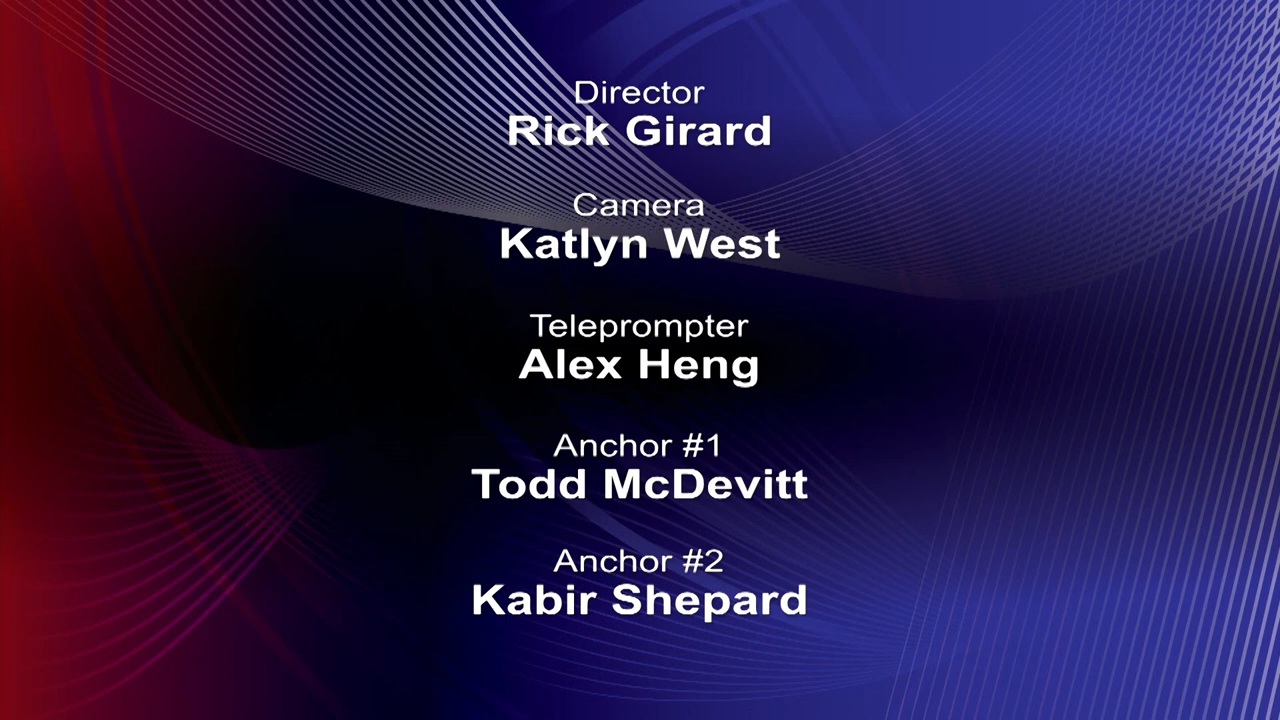 Director
Rick Girard
Camera
Katlyn West
Teleprompter
Alex Heng
Anchor #1
Todd McDevitt
Anchor #2
Kabir Shepard